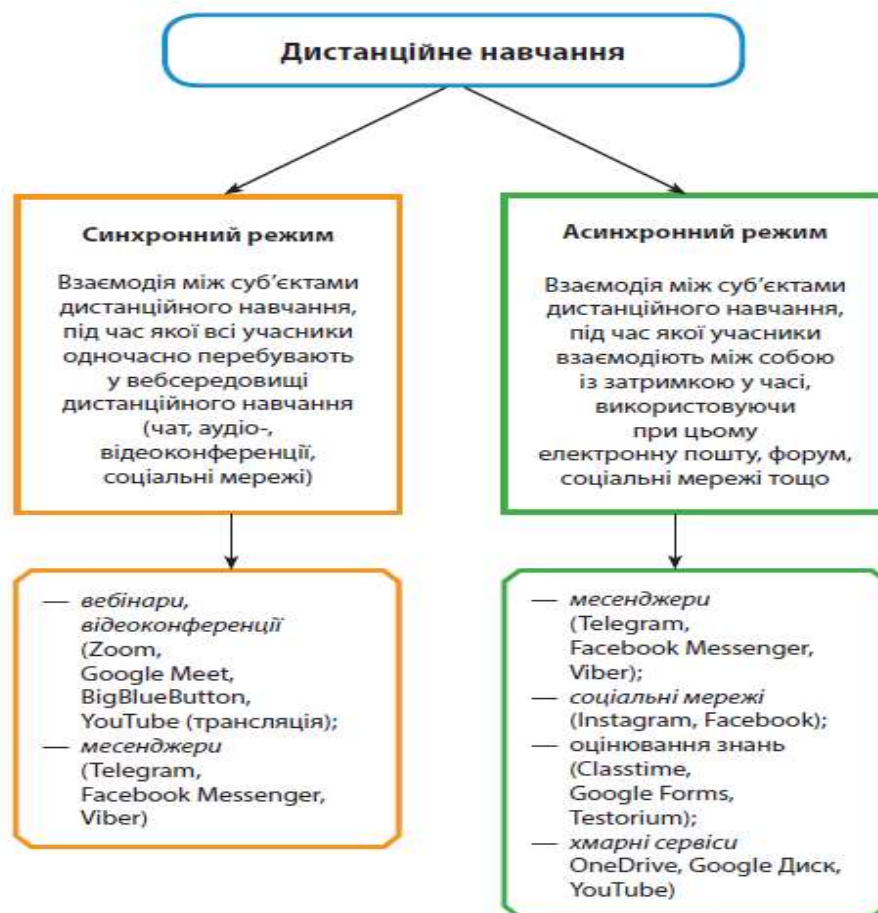 Дистанційне навчання
Синхронний режим
Взаємодія між суб’єктами
дистанційного навчання,
під час якої всі учасники
одночасно перебувають
у вебсередовищі
дистанційного навчання
(чат, аудіо-,
відеоконференції,
соціальні мережі)
— вебінари,
відеоконференції
(Zoom,
Google Meet,
BigBlueButton,
YouTube (трансляція);
— месенджери
(Telegram,
Facebook Messenger,
Viber)
Асинхронний режим
Взаємодія між суб’єктами
дистанційного навчання,
під час якої учасники
взаємодіють між собою
із затримкою у часі,
використовуючи
при цьому
електронну пошту, форум,
соціальні мережі тощо
— месенджери
(Telegram,
Facebook Messenger,
Viber);
— соціальні мережі
(Instagram, Facebook);
— оцінювання знань
(Classtime,
Google Forms,
Testorium);
— хмарні сервіси
OneDrive, Google Диск,
YouTube)